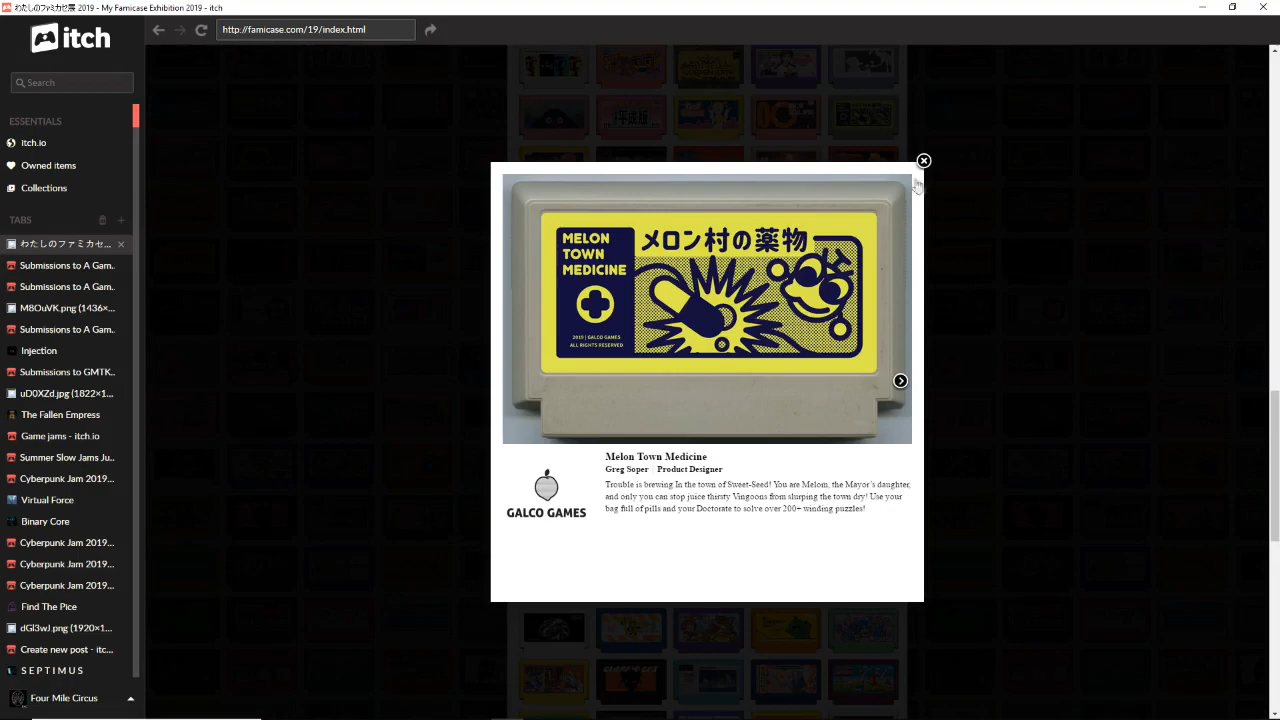 わたしのファミカセ展 2019 - My Famicase Exhibition 2019 - itch
itch
http://famicase.com/19/index.html
Search
ESSENTIALS
itch.io
Owned items
Collections
TABS
わたしのファミカセ...
Submissions to A Gam..
Submissions to A Gam..
M8OuVK.png (1436×...
Submissions to A Gam..
Injection
Submissions to GMTK...
uD0XZd.jpg (1822×1...
The Fallen Empress
Game jams - itch.io
Summer Slow Jams Ju...
Cyberpunk Jam 2019...
Virtual Force
Binary Core
Cyberpunk Jam 2019...
Cyberpunk Jam 2019...
Cyberpunk Jam 2019...
Find The Pice
dGl3wJ.png (1920×1...
Create new post - itc...
S E P T I M U S
Four Mile Circus
平成版
MELON
TOWN
MEDICINE
メロン村の薬物
2019 | GALCO GAMES
ALL RIGHTS RESERVED
GALCO GAMES
Melon Town Medicine
Greg Soper | Product Designer
Trouble is brewing In the town of Sweet-Seed! You are Melom, the Mayor's daughter,
and only you can stop juice thirsty Vingoons from slurping the town dry! Use your
bag full of pills and your Doctorate to solve over 200+ winding puzzles!